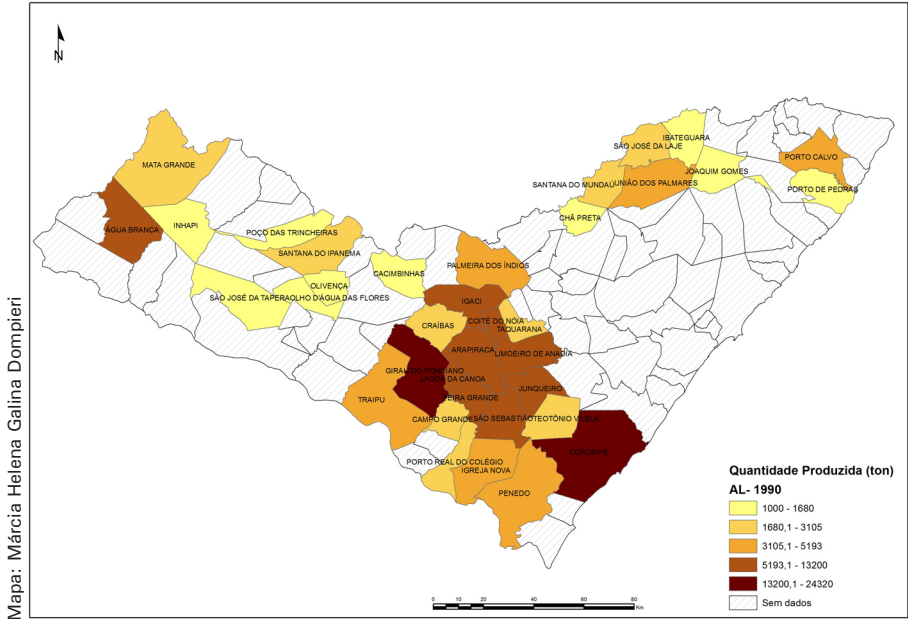 N
IBATEGUARA
SÃO JOSÉ DA LAJE
PORTO CALVO
MATA GRANDE
JOAQUIM GOMES
SANTANA DO MUNDAÚ
UNIÃO DOS PALMARES
PORTO DE PEDRAS
CHÃ PRETA
INHAPI
ÁGUA BRANCA
POÇO DAS TRINCHEIRAS
SANTANA DO IPANEMA
PALMEIRA DOS ÍNDIOS
CACIMBINHAS
OLIVENÇA
SÃO JOSÉ DA TAPERA
OLHO D'ÁGUA DAS FLORES
IGACI
COITÉ DO NÓIA
CRAÍBAS
TAQUARANA
ARAPIRACA
LIMOEIRO DE ANADIA
GIRAU DO PONCIANO
LAGOA DA CANOA
JUNQUEIRO
TRAIPU
FEIRA GRANDE
CAMPO GRANDE
SÃO SEBASTIÃO
TEOTÔNIO VILELA
CORURIPE
PORTO REAL DO COLÉGIO
IGREJA NOVA
PENEDO
Mapa: Márcia Helena Galina Dompieri
Quantidade Produzida (ton)
AL- 1990
1000 - 1680
1680,1 - 3105
3105,1 - 5193
5193,1 - 13200
13200,1 - 24320
Sem dados
0 10 20 40 60 80
Km